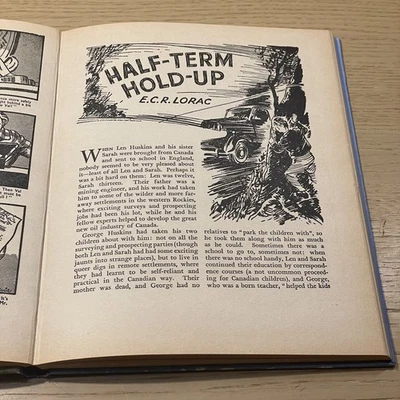 HALF-TERM
HOLD-UP
E.C.R. LORAC
WHEN Len Huskins and his sister
Sarah were brought from Canada
and sent to school in England,
nobody seemed to be very pleased about
it—least of all Len and Sarah. Perhaps it
was a bit hard on them: Len was twelve,
Sarah thirteen. Their father was a
mining engineer, and his work had taken
him to some of the wilder and more far-
away settlements in the western Rockies,
where exciting surveys and prospecting
jobs had been his lot, while he and his
fellow experts helped to develop the great
new oil industry of Canada.
George Huskins had taken his two
children about with him: not on all the
surveying and prospecting parties (though
both Len and Sarah had had some exciting
jaunts into strange places), but to live in
queer digs in remote settlements, where
they had learnt to be self-reliant and
practical in the Canadian way. Their
mother was dead, and George had no
relatives to "park the children with", so
he took them along with him as much
as he could. Sometimes there was a
school to go to, sometimes not: when
there was no school handy, Len and Sarah
continued their education by correspond-
ence courses (a not uncommon proceed-
ing for Canadian children), and George,
who was a born teacher, "helped the kids
more safely
Then Val
must be
Mr.